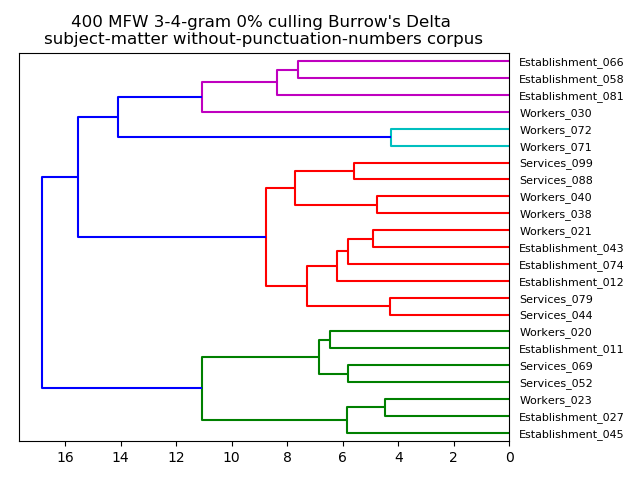 400 MFW 3-4-gram 0% culling Burrow's Delta
subject-matter without-punctuation-numbers corpus
Establishment_066
Establishment_058
Establishment_081
Workers_030
Workers_072
Workers_071
Services_099
Services_088
Workers_040
Workers_038
Workers_021
Establishment_043
Establishment_074
Establishment_012
Services_079
Services_044
Workers_020
Establishment_011
Services_069
Services_052
Workers_023
Establishment_027
Establishment_045
16 14 12 10 8 6 4 2 0